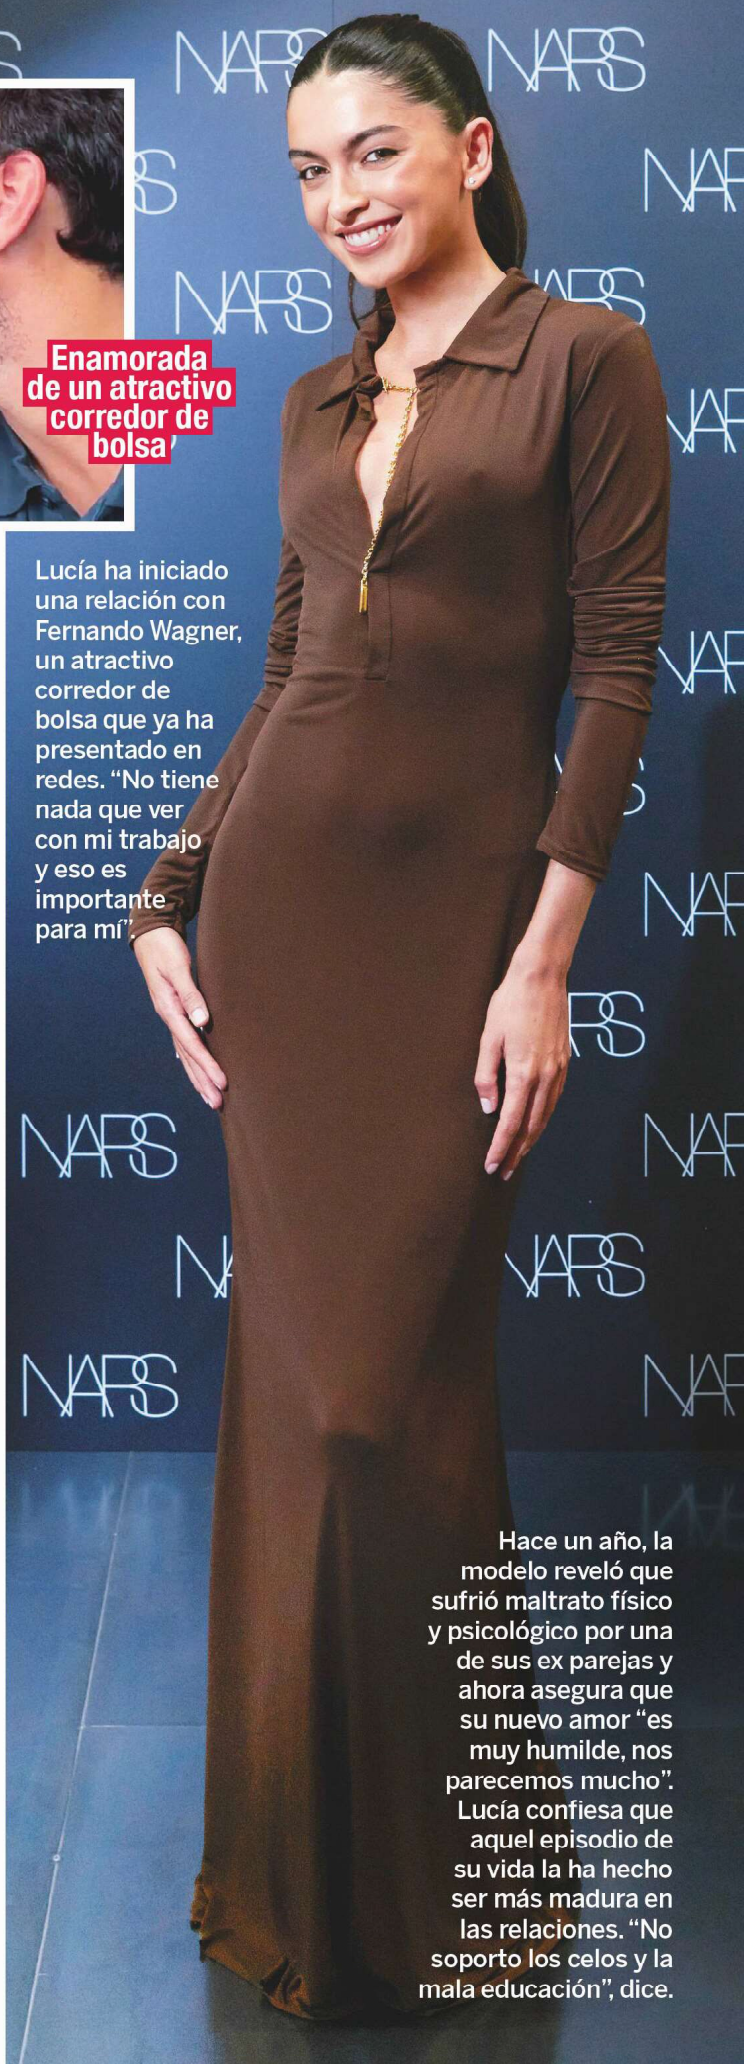 NARS
NARS
NARS
NARS
Enamorada
de un atractivo
corredor de
bolsa
Lucía ha iniciado
una relación con
Fernando Wagner,
un atractivo
corredor de
bolsa que ya ha
presentado en
redes. “No tiene
nada que ver
con mi trabajo
y eso es
importante
para mí”.
NARS
NARS
NARS
NARS
Hace un año, la
modelo reveló que
sufrió maltrato físico
y psicológico por una
de sus ex parejas y
ahora asegura que
su nuevo amor “es
muy humilde, nos
parecemos mucho”.
Lucía confiesa que
aquel episodio de
su vida la ha hecho
ser más madura en
las relaciones. “No
soporto los celos y la
mala educación”, dice.